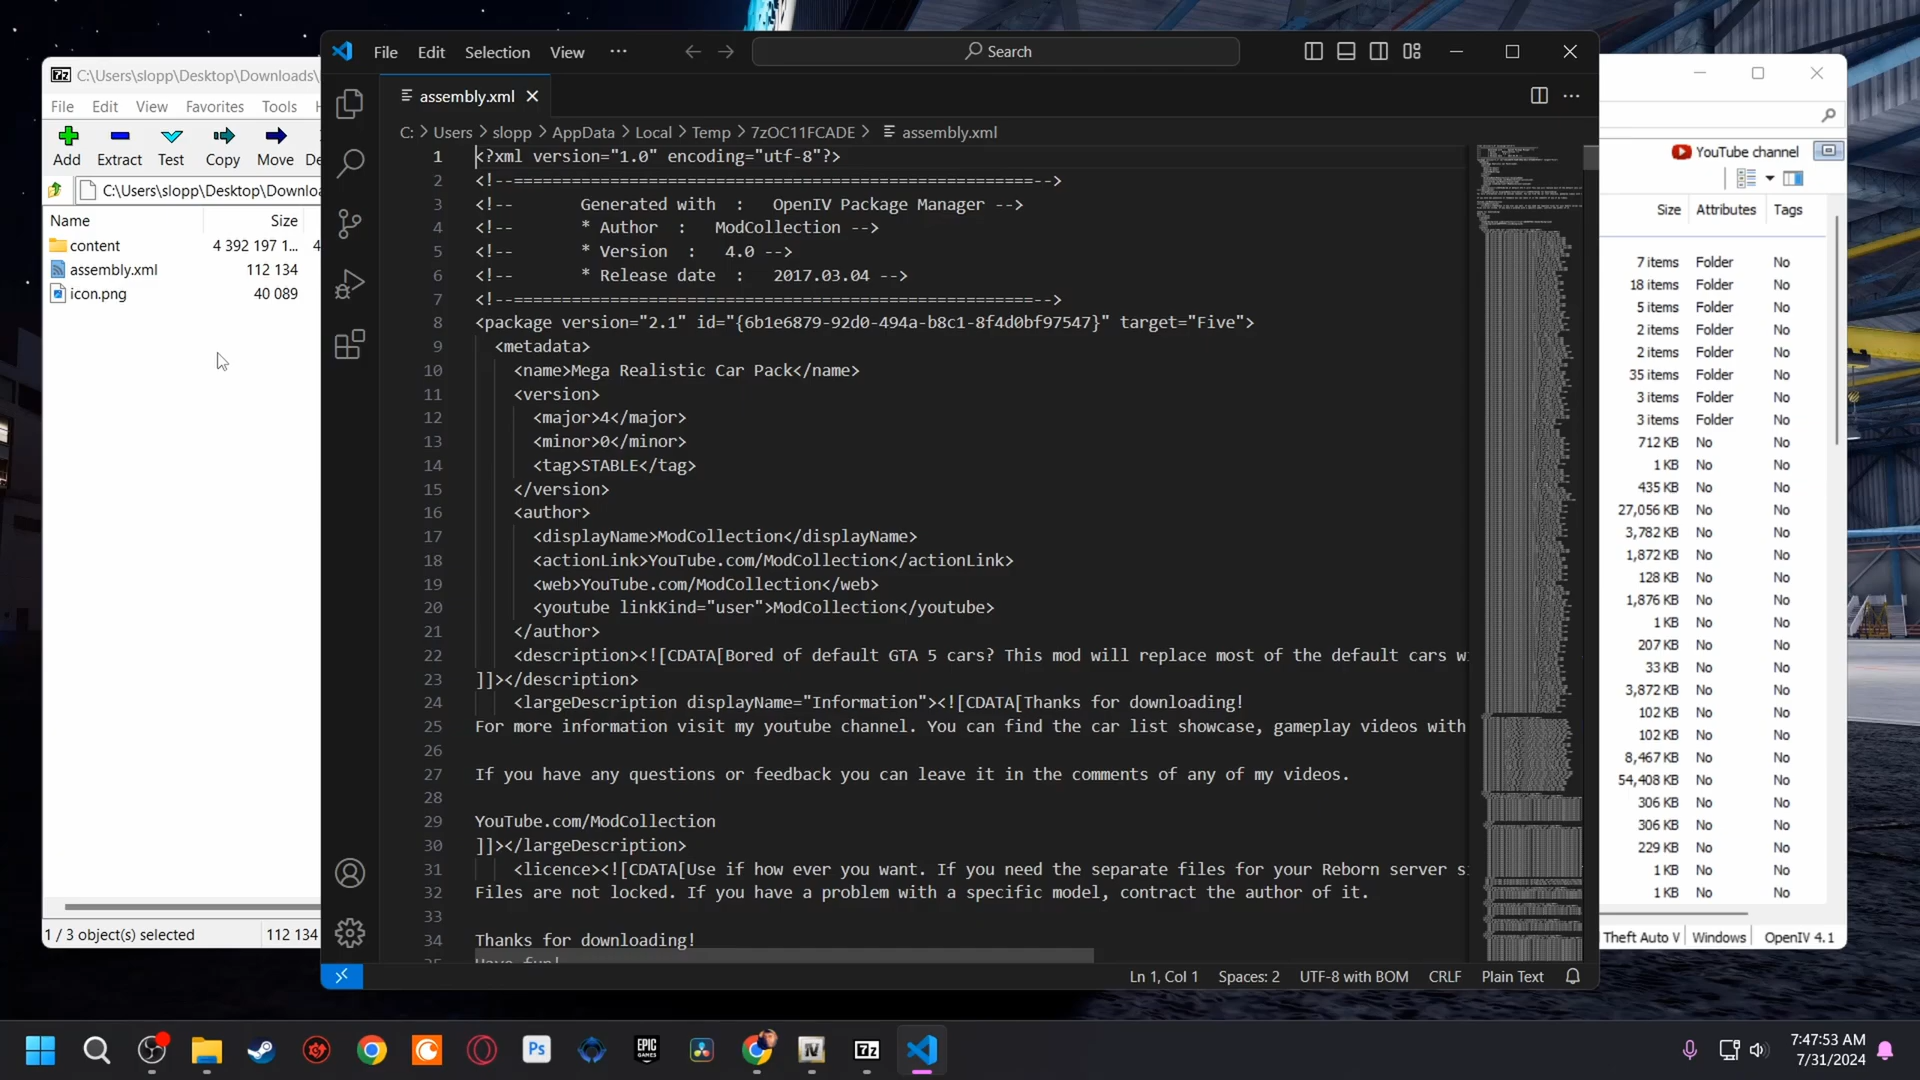 C:\Users\slopp\Desktop\Downloads\
File Edit View Favorites Tools H
Add Extract Test Copy Move De
C:\Users\slopp\Desktop\Downloa
Name Size
content 4 392 197 1... 4
assembly.xml 112 134
icon.png 40 089
1 / 3 object(s) selected 112 134
File Edit Selection View ··· Search
assembly.xml
C: > Users > slopp > AppData > Local > Temp > 7zOC11FCADE > assembly.xml
1 <?xml version="1.0" encoding="utf-8"?>
2 <!--======================================================-->
3 <!-- Generated with : OpenIV Package Manager -->
4 <!-- * Author : ModCollection -->
5 <!-- * Version : 4.0 -->
6 <!-- * Release date : 2017.03.04 -->
7 <!--======================================================-->
8 <package version="2.1" id="{6b1e6879-92d0-494a-b8c1-8f4d0bf97547}" target="Five">
9 <metadata>
10 <name>Mega Realistic Car Pack</name>
11 <version>
12 <major>4</major>
13 <minor>0</minor>
14 <tag>STABLE</tag>
15 </version>
16 <author>
17 <displayName>ModCollection</displayName>
18 <actionLink>YouTube.com/ModCollection</actionLink>
19 <web>YouTube.com/ModCollection</web>
20 <youtube linkKind="user">ModCollection</youtube>
21 </author>
22 <description><![CDATA[Bored of default GTA 5 cars? This mod will replace most of the default cars w
23 ]]></description>
24 <largeDescription displayName="Information"><![CDATA[Thanks for downloading!
25 For more information visit my youtube channel. You can find the car list showcase, gameplay videos with
26
27 If you have any questions or feedback you can leave it in the comments of any of my videos.
28
29 YouTube.com/ModCollection
30 ]]></largeDescription>
31 <licence><![CDATA[Use if how ever you want. If you need the separate files for your Reborn server s
32 Files are not locked. If you have a problem with a specific model, contract the author of it.
33
34 Thanks for downloading!
35 Have fun!
Ln 1, Col 1 Spaces: 2 UTF-8 with BOM CRLF Plain Text
YouTube channel
Size Attributes Tags
7 items Folder No
18 items Folder No
5 items Folder No
2 items Folder No
2 items Folder No
35 items Folder No
3 items Folder No
3 items Folder No
712 KB No No
1 KB No No
435 KB No No
27,056 KB No No
3,782 KB No No
1,872 KB No No
128 KB No No
1,876 KB No No
1 KB No No
207 KB No No
33 KB No No
3,872 KB No No
102 KB No No
102 KB No No
8,467 KB No No
54,408 KB No No
306 KB No No
306 KB No No
229 KB No No
1 KB No No
1 KB No No
Theft Auto V Windows OpenIV 4.1
Ps
EPIC GAMES
IV
7z
7:47:53 AM
7/31/2024